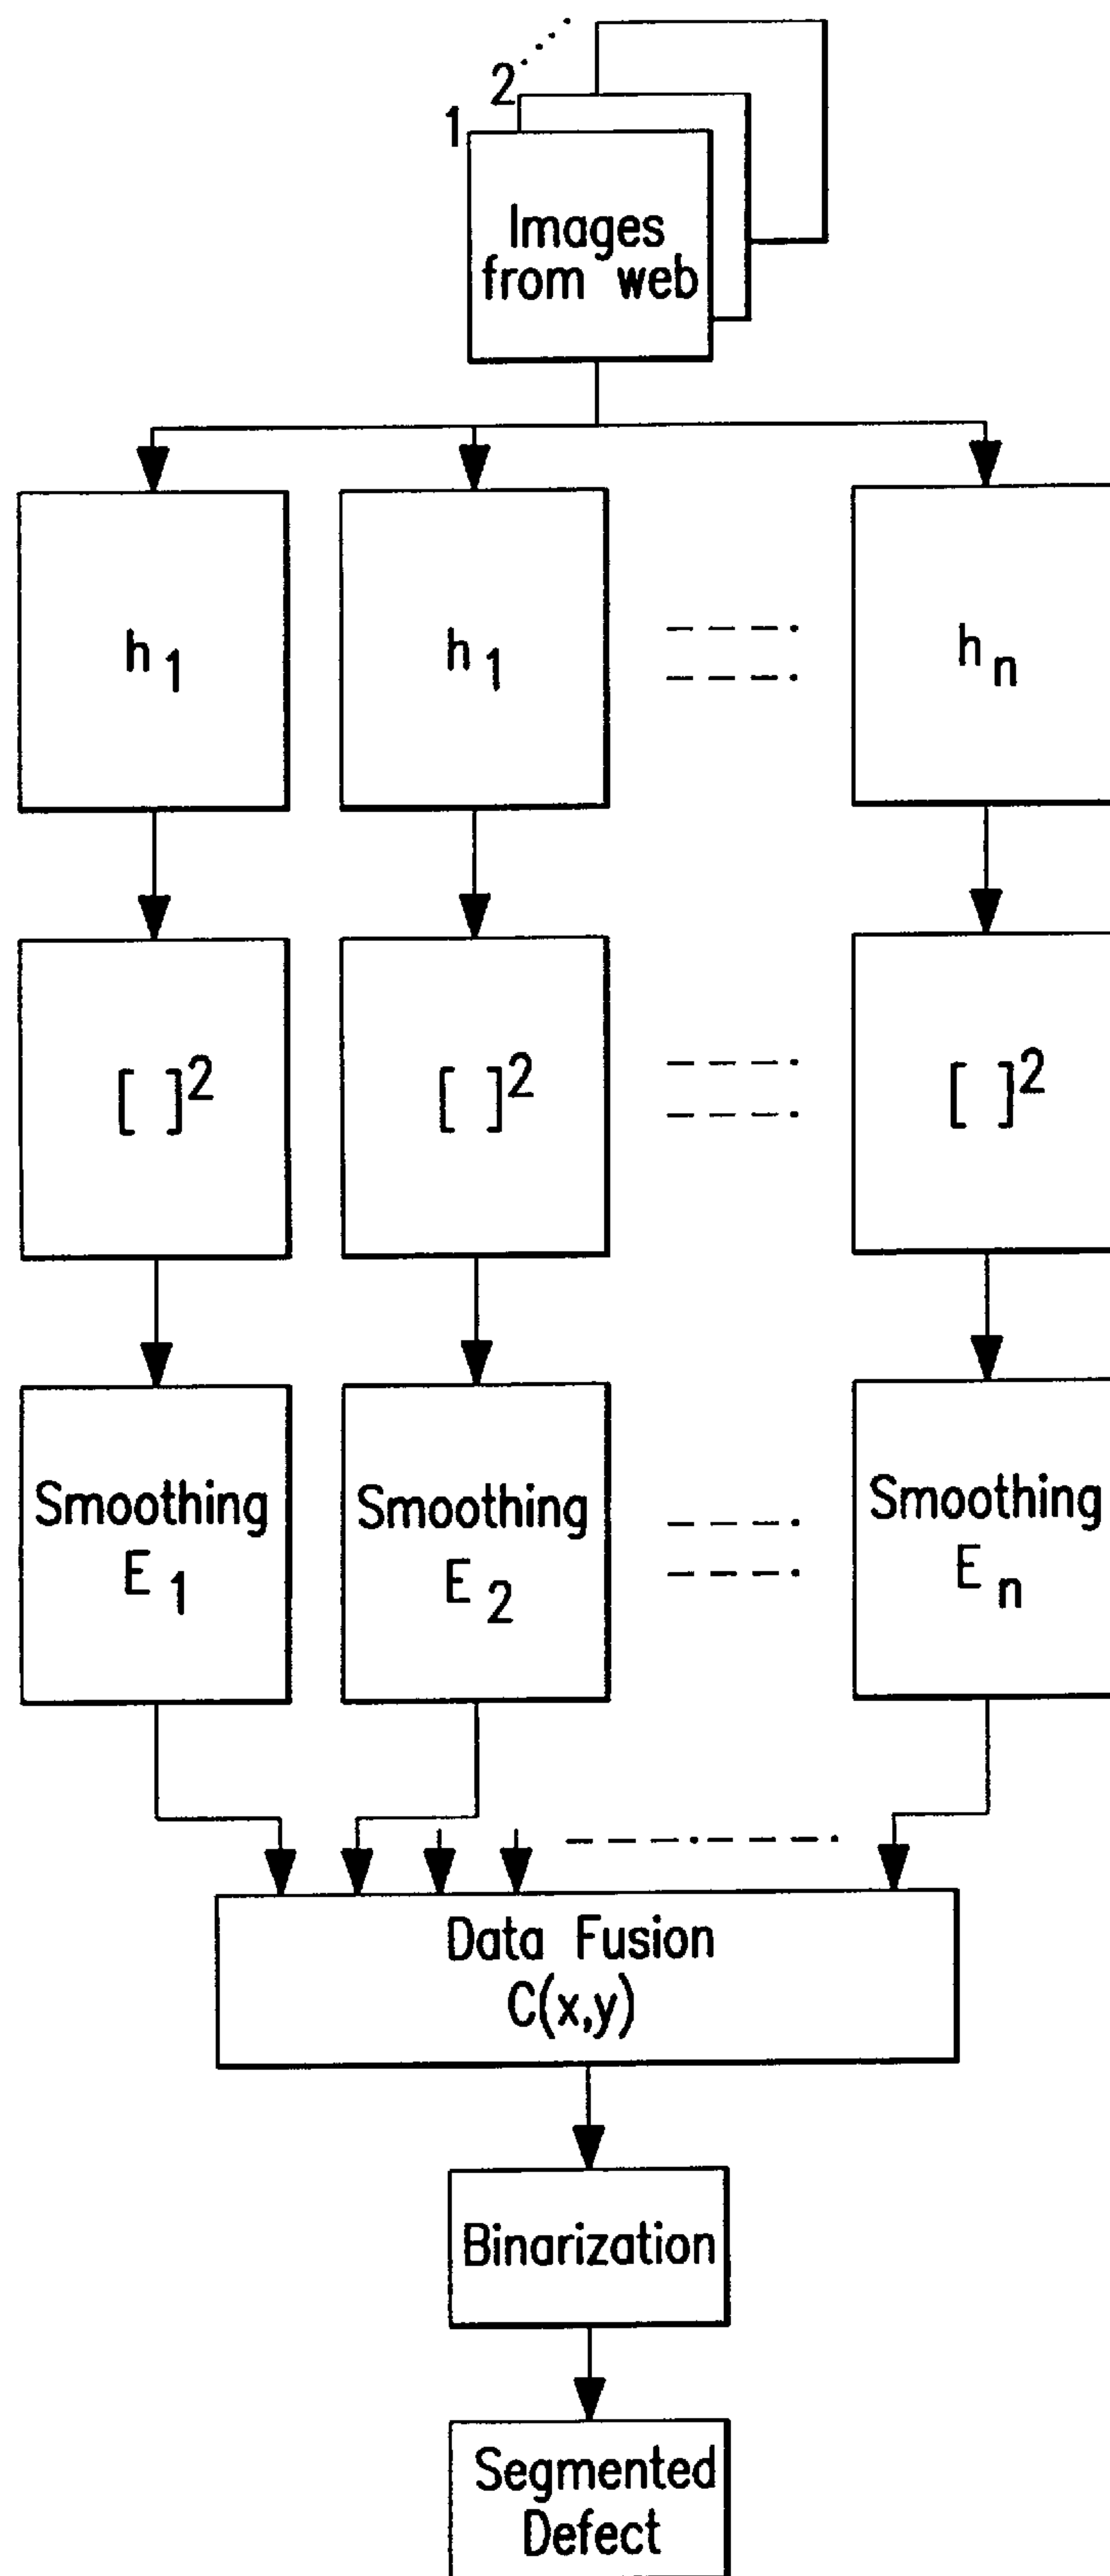 2
1
Images
from web
h1
h1
hn
[ ]2
[ ]2
[ ]2
Smoothing
E1
Smoothing
E2
Smoothing
En
Data Fusion
C(x,y)
Binarization
Segmented
Defect